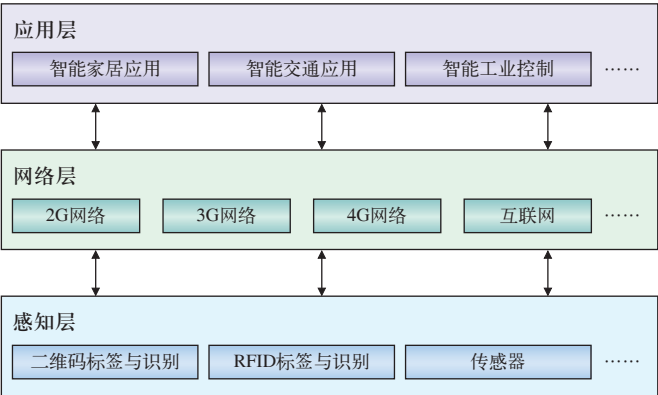 应用层
智能家居应用 智能交通应用 智能工业控制 ……
网络层
2G网络 3G网络 4G网络 互联网 ……
感知层
二维码标签与识别 RFID标签与识别 传感器 ……